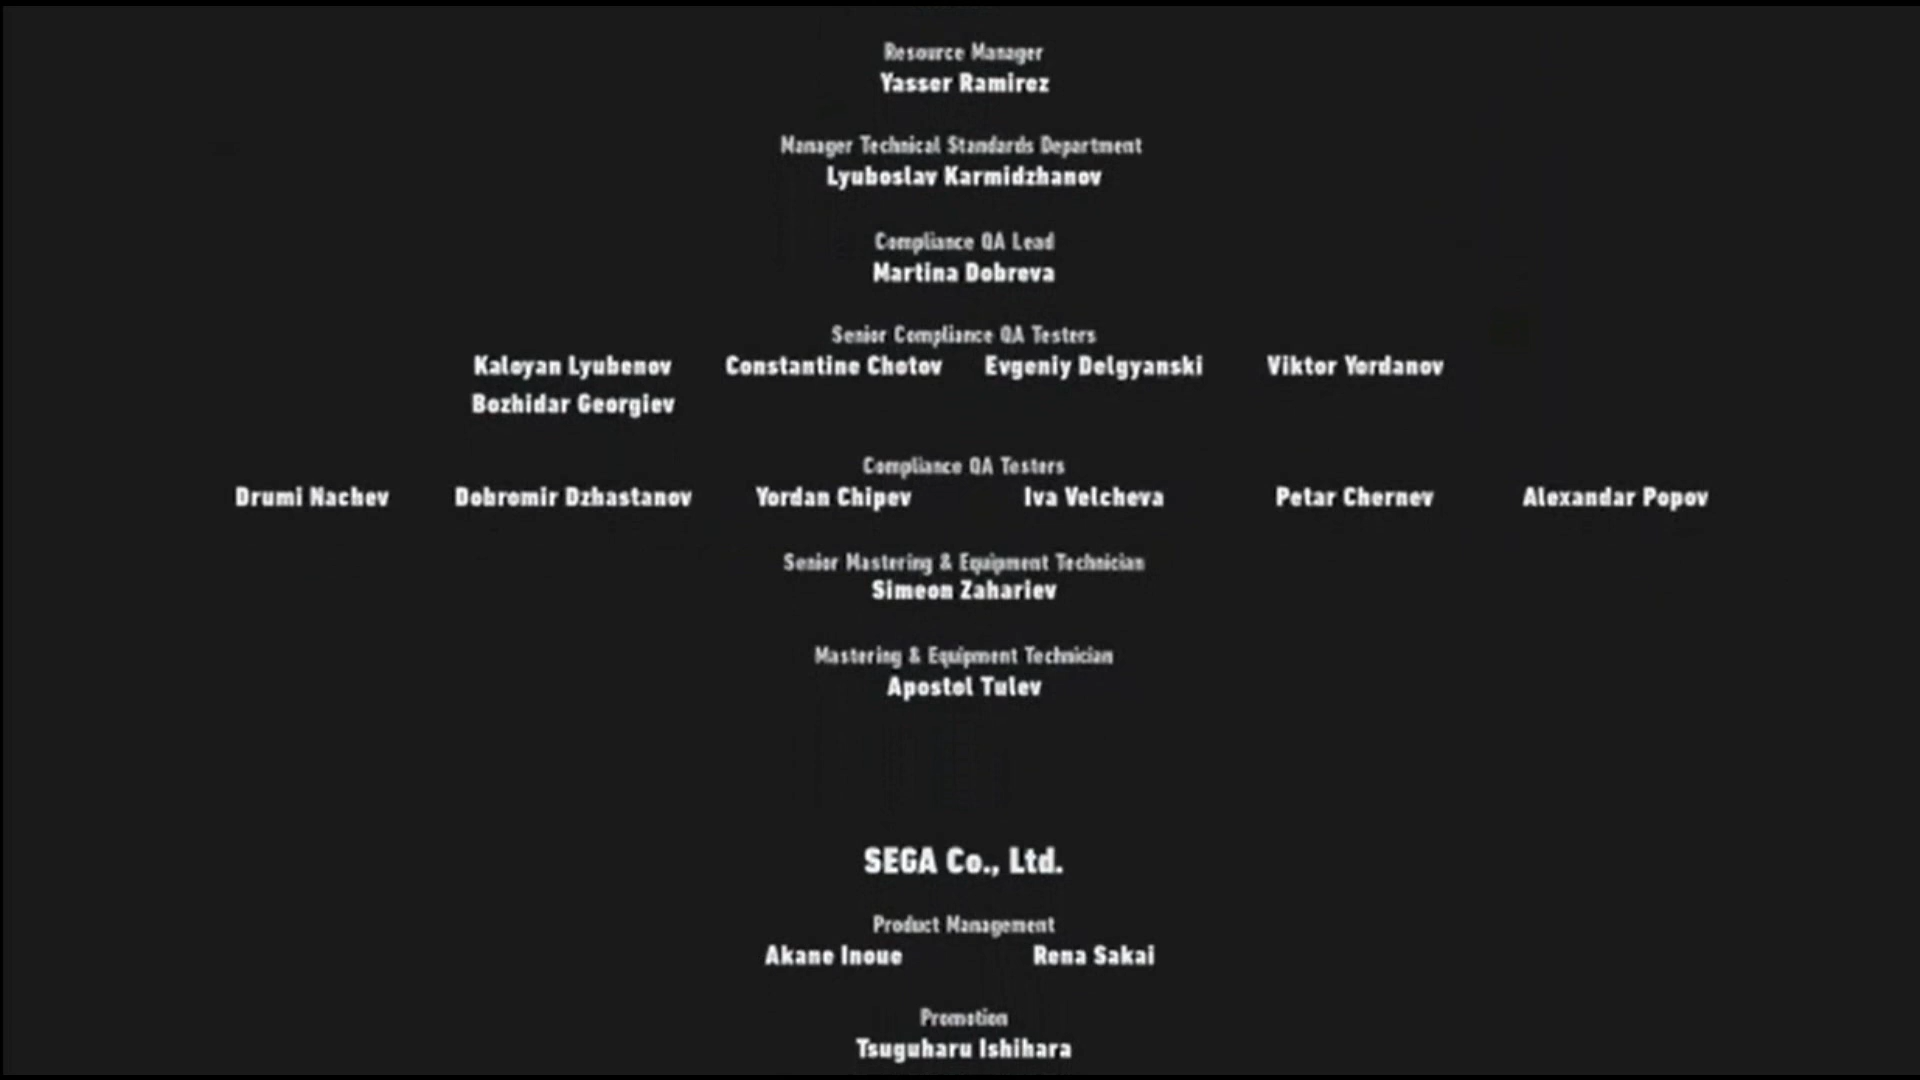 Resource Manager
Yasser Ramirez
Manager Technical Standards Department
Lyuboslav Karmidzhanov
Compliance QA Lead
Martina Dobreva
Senior Compliance QA Testers
Kaloyan Lyubenov Constantine Chotov Evgeniy Delgyanski Viktor Yordanov
Bozhidar Georgiev
Compliance QA Testers
Drumi Nachev Dobromir Dzhastanov Yordan Chipev Iva Velcheva Petar Chernev Alexandar Popov
Senior Mastering & Equipment Technician
Simeon Zahariev
Mastering & Equipment Technician
Apostol Tulev
SEGA Co., Ltd.
Product Management
Akane Inoue Rena Sakai
Promotion
Tsuguharu Ishihara